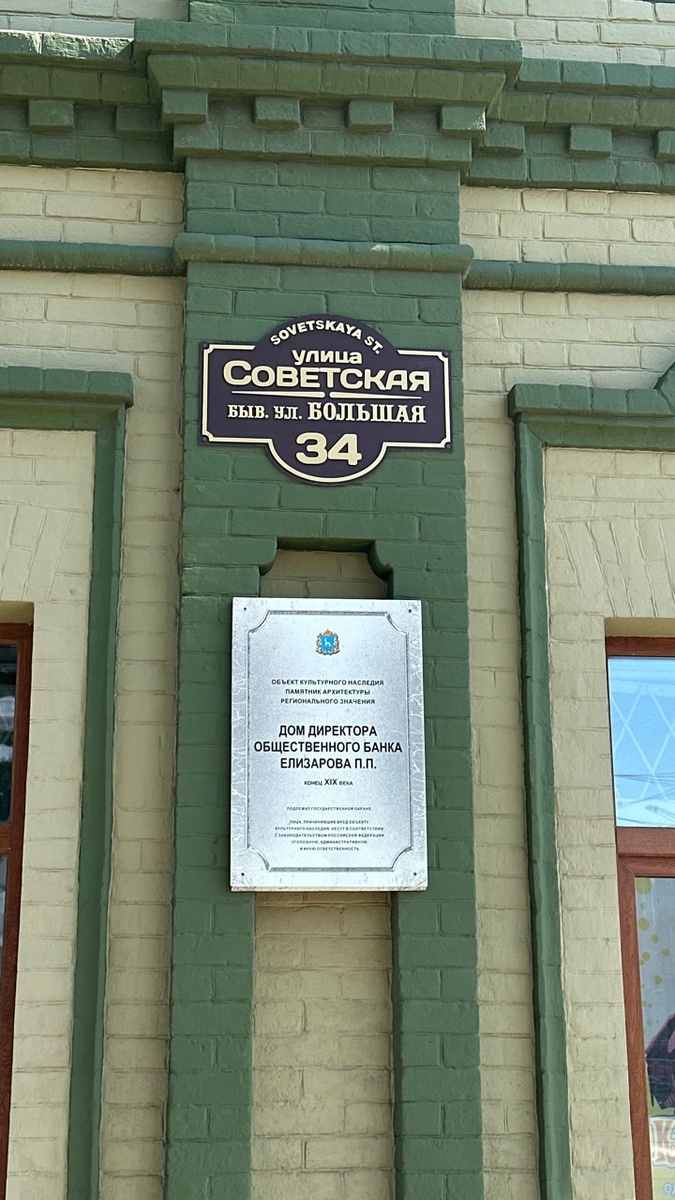 SOVETSKAYA ST.
улица
СОВЕТСКАЯ
БЫВ. УЛ. БОЛЬШАЯ
34
ОБЪЕКТ КУЛЬТУРНОГО НАСЛЕДИЯ
ПАМЯТНИК АРХИТЕКТУРЫ
РЕГИОНАЛЬНОГО ЗНАЧЕНИЯ
ДОМ ДИРЕКТОРА
ОБЩЕСТВЕННОГО БАНКА
ЕЛИЗАРОВА П.П.
КОНЕЦ XIX ВЕКА
ПОДЛЕЖИТ ГОСУДАРСТВЕННОЙ ОХРАНЕ
ЛИЦА, ПРИЧИНИВШИЕ ВРЕД ОБЪЕКТУ
КУЛЬТУРНОГО НАСЛЕДИЯ, НЕСУТ В СООТВЕТСТВИИ
С ЗАКОНОДАТЕЛЬСТВОМ РОССИЙСКОЙ ФЕДЕРАЦИИ
УГОЛОВНУЮ, АДМИНИСТРАТИВНУЮ
И ИНУЮ ОТВЕТСТВЕННОСТЬ